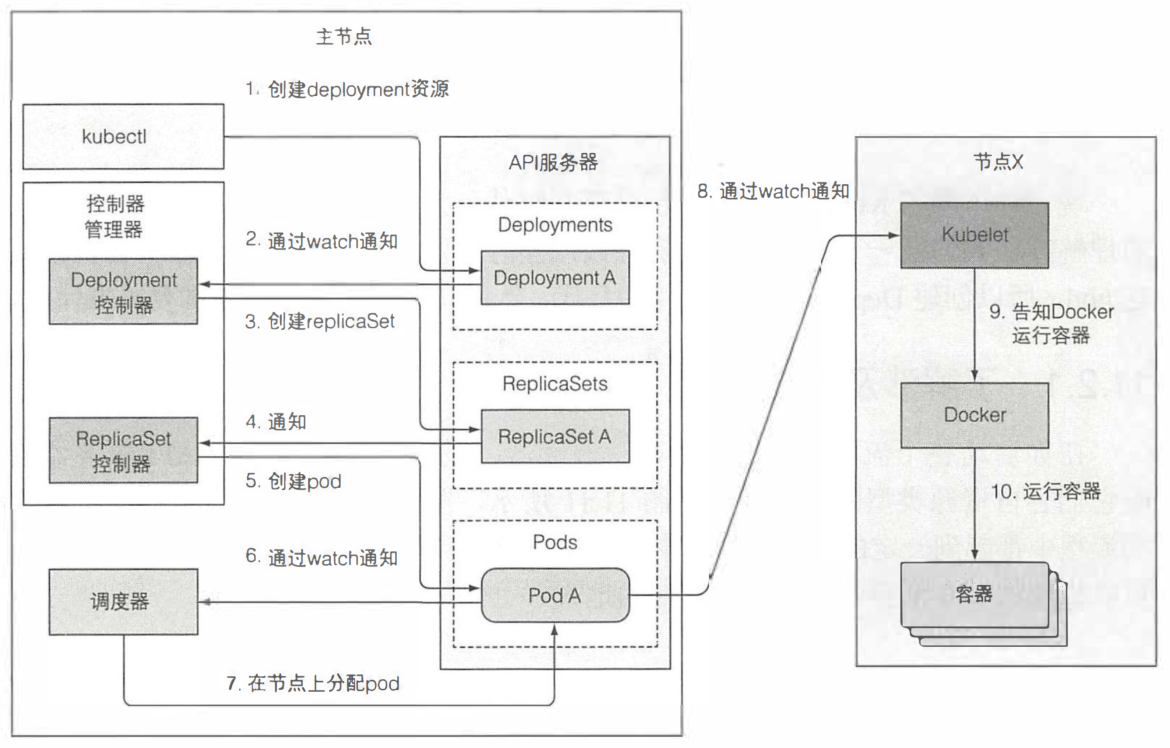 主节点
1. 创建deployment资源
kubectl
控制器
管理器
API服务器
2. 通过watch通知
Deployments
Deployment
控制器
Deployment A
3. 创建replicaSet
ReplicaSets
4. 通知
ReplicaSet
控制器
ReplicaSet A
5. 创建pod
Pods
6. 通过watch通知
调度器
Pod A
7. 在节点上分配pod
8. 通过watch通知
节点X
Kubelet
9. 告知Docker
运行容器
Docker
10. 运行容器
容器